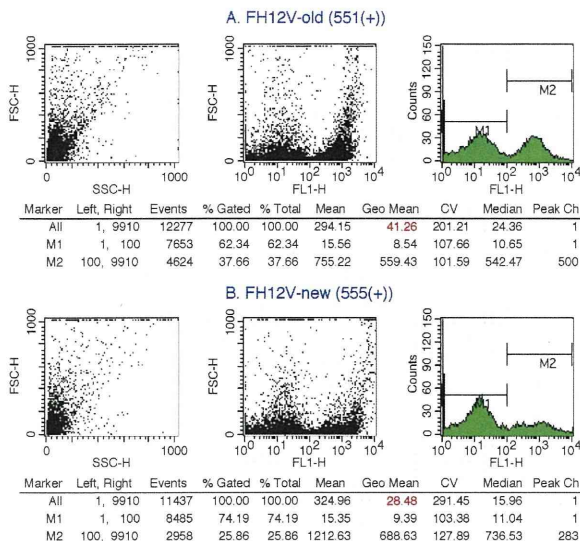 A. FH12V-old (551(+))
FSC-H
1000
0
0 1000
SSC-H
FSC-H
1000
0
10^0 10^1 10^2 10^3 10^4
FL1-H
Counts
150
120
90
60
30
0
M1
M2
10^0 10^1 10^2 10^3 10^4
FL1-H
Marker Left, Right Events % Gated % Total Mean Geo Mean CV Median Peak Ch
All 1, 9910 12277 100.00 100.00 294.15 41.26 201.21 24.36 1
M1 1, 100 7653 62.34 62.34 15.56 8.54 107.66 10.65 1
M2 100, 9910 4624 37.66 37.66 755.22 559.43 101.59 542.47 500
B. FH12V-new (555(+))
FSC-H
1000
0
0 1000
SSC-H
FSC-H
1000
0
10^0 10^1 10^2 10^3 10^4
FL1-H
Counts
150
120
90
60
30
0
M2
10^0 10^1 10^2 10^3 10^4
FL1-H
Marker Left, Right Events % Gated % Total Mean Geo Mean CV Median Peak Ch
All 1, 9910 11437 100.00 100.00 324.96 28.48 291.45 15.96 1
M1 1, 100 8485 74.19 74.19 15.35 9.39 103.38 11.04 1
M2 100, 9910 2958 25.86 25.86 1212.63 688.63 127.89 736.53 283